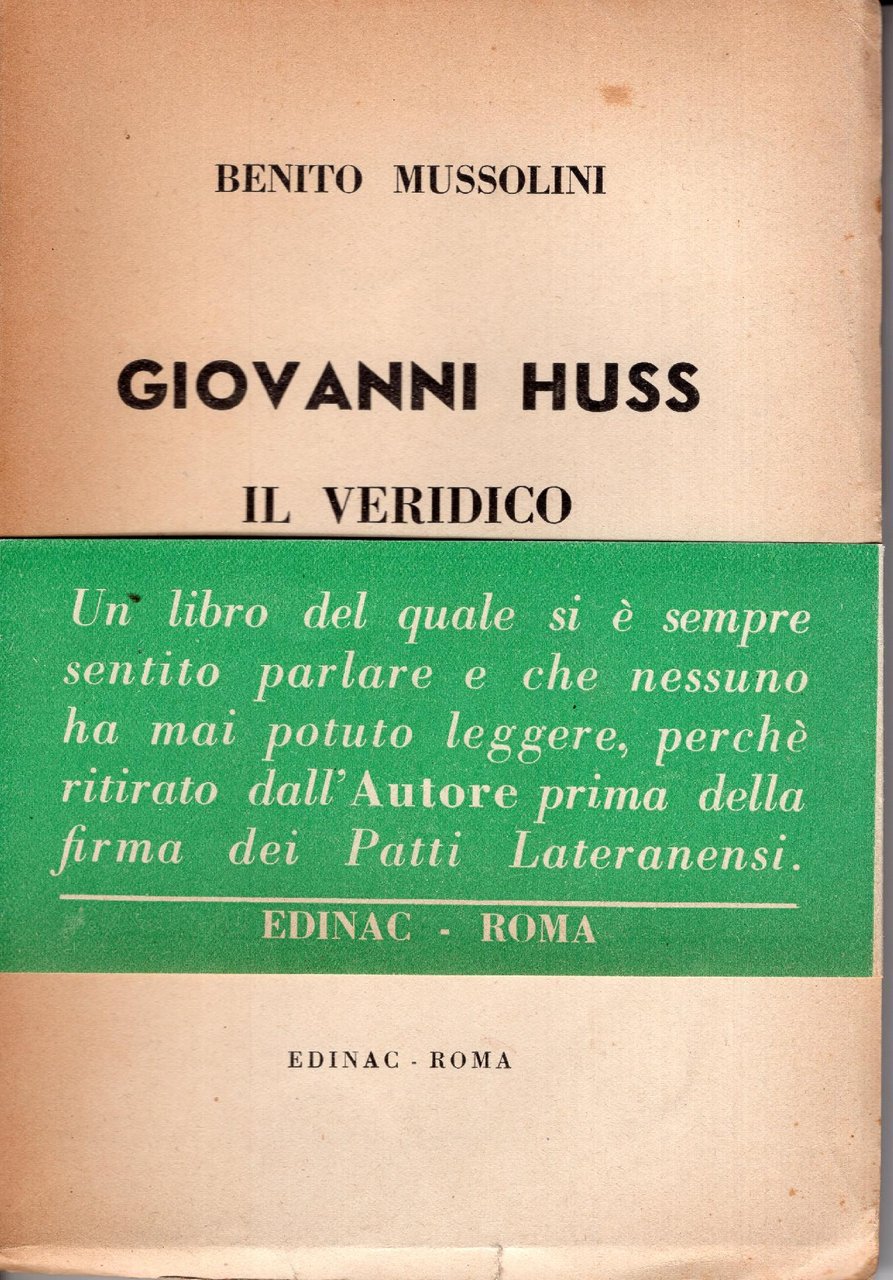 BENITO MUSSOLINI
GIOVANNI HUSS
IL VERIDICO
Un libro del quale si è sempre
sentito parlare e che nessuno
ha mai potuto leggere, perchè
ritirato dall'Autore prima della
firma dei Patti Lateranensi.
EDINAC - ROMA
EDINAC - ROMA